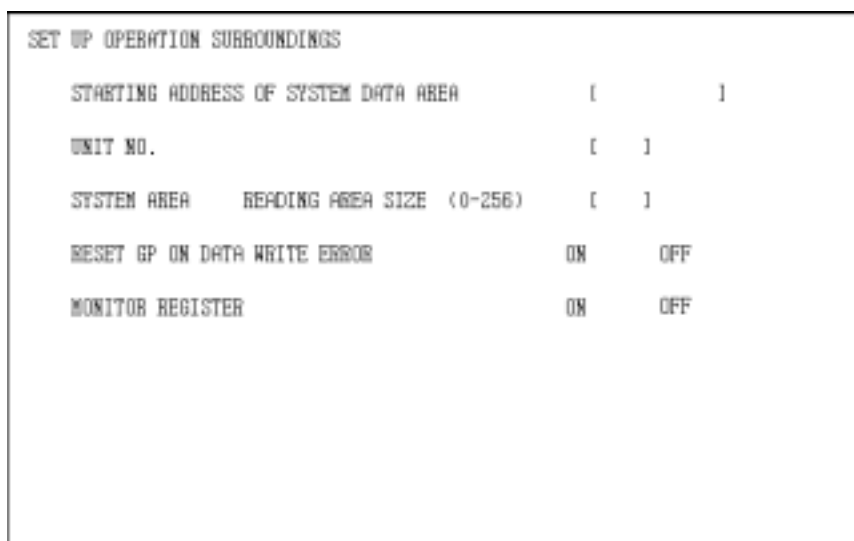 SET UP OPERATION SURROUNDINGS
STARTING ADDRESS OF SYSTEM DATA AREA [ ]
UNIT NO. [ ]
SYSTEM AREA READING AREA SIZE (0-256) [ ]
RESET GP ON DATA WRITE ERROR ON OFF
MONITOR REGISTER ON OFF